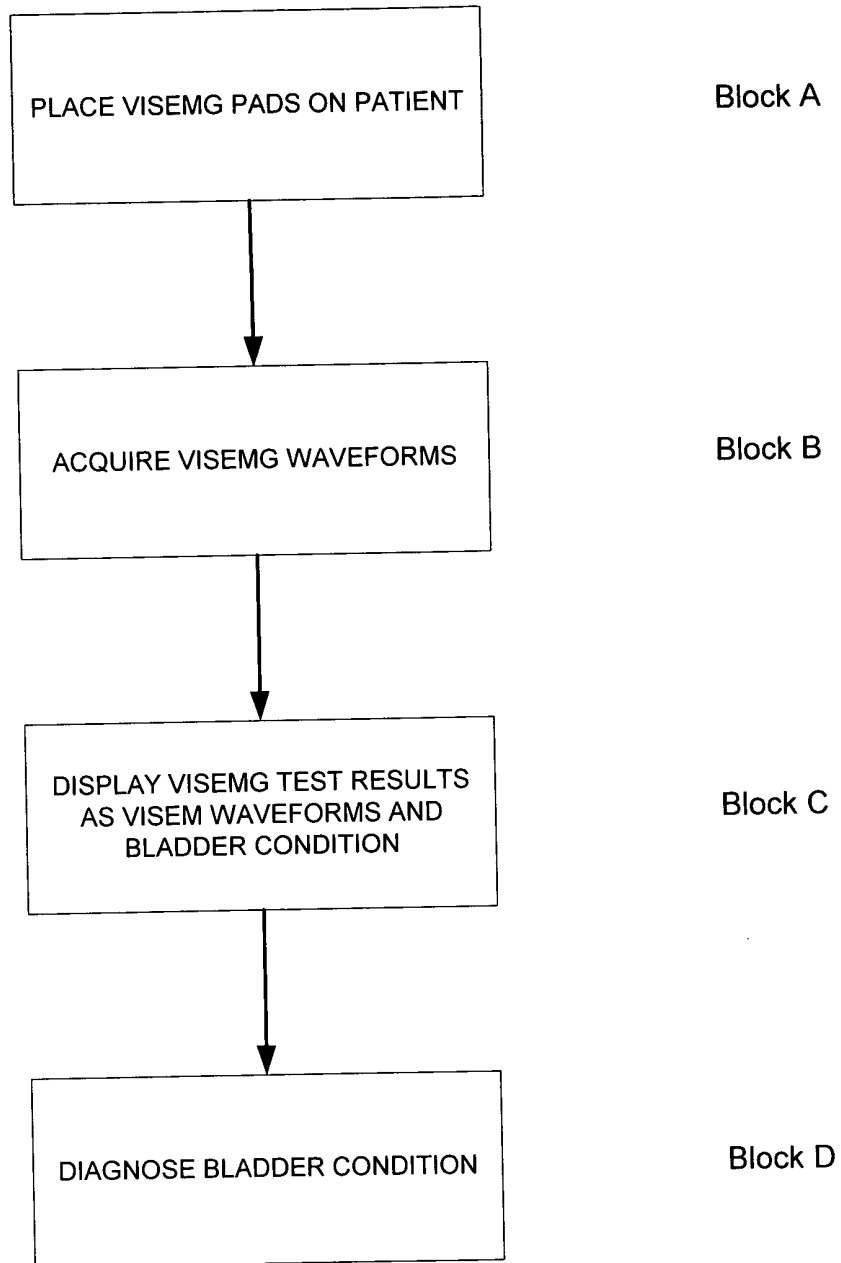 PLACE VISEMG PADS ON PATIENT
Block A
ACQUIRE VISEMG WAVEFORMS
Block B
DISPLAY VISEMG TEST RESULTS
AS VISEM WAVEFORMS AND
BLADDER CONDITION
Block C
DIAGNOSE BLADDER CONDITION
Block D